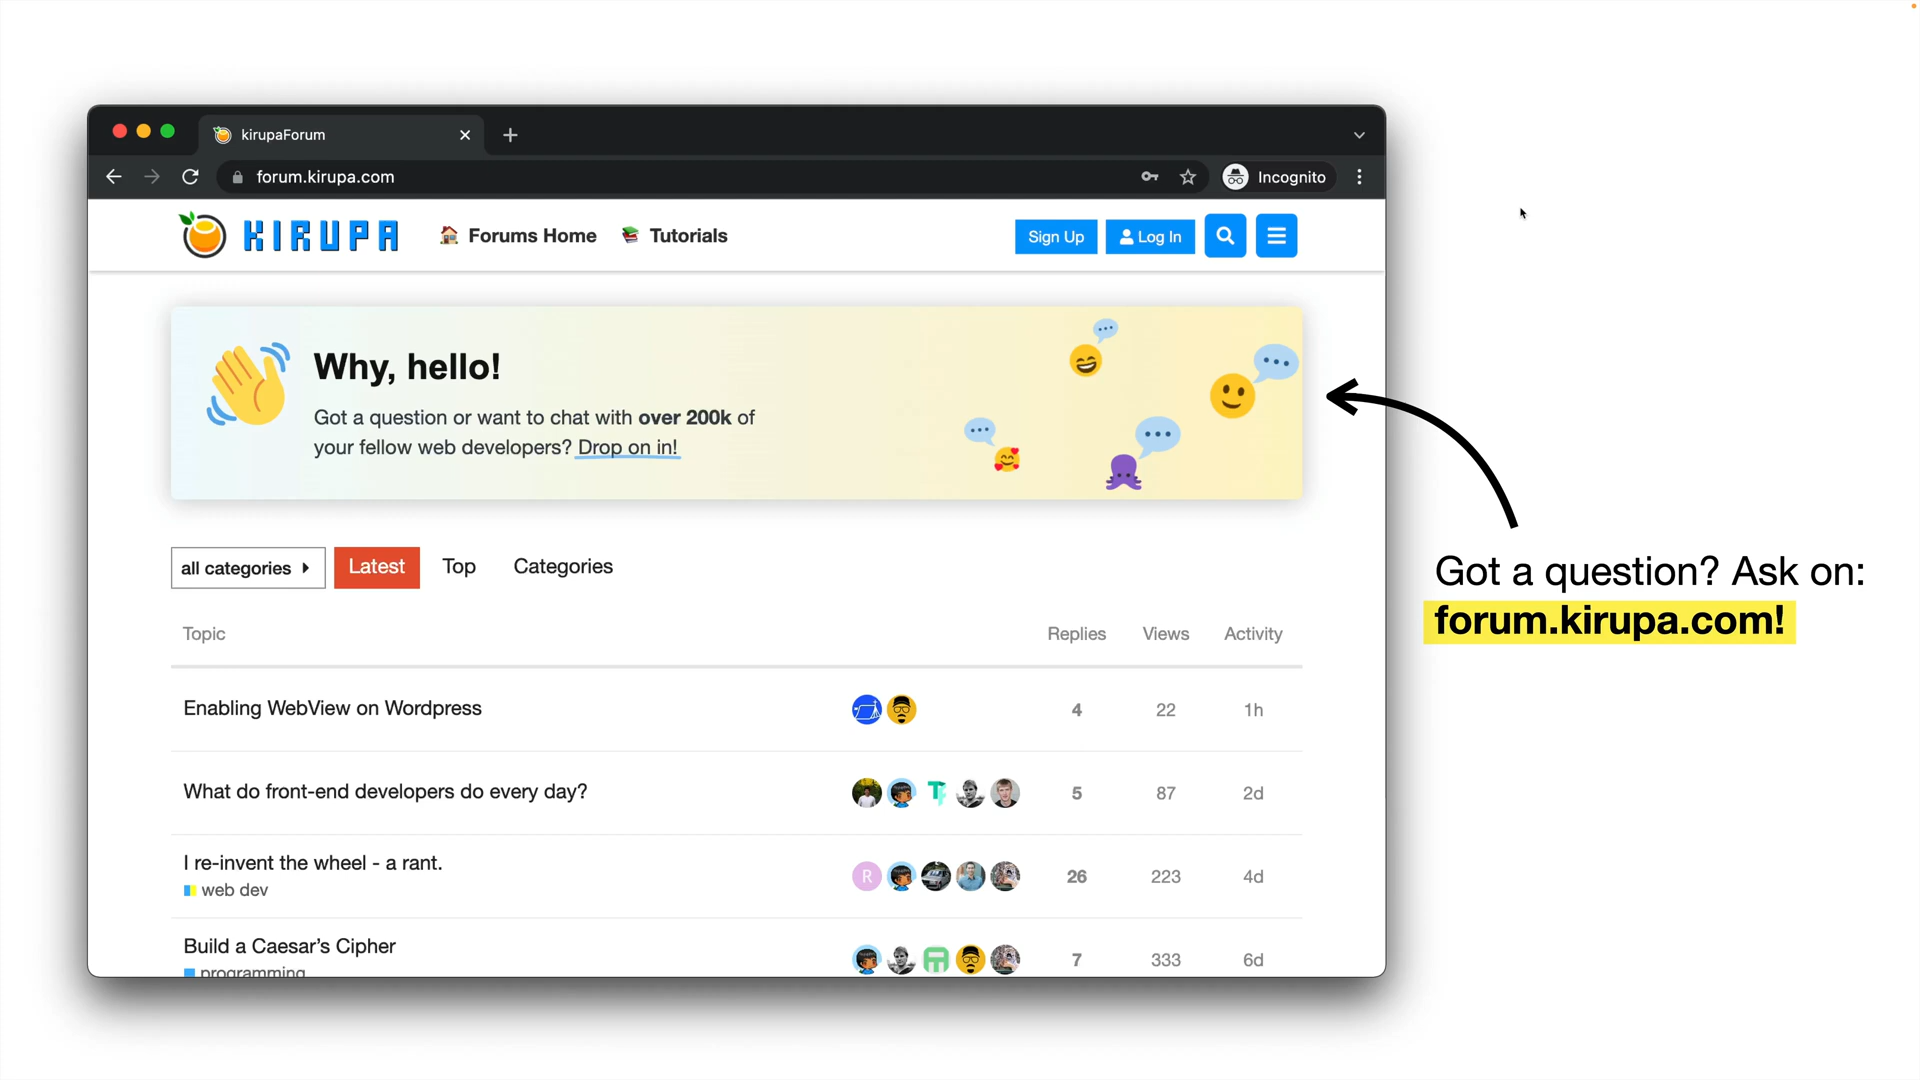 kirupaForum
forum.kirupa.com
Incognito
KIRUPA
Forums Home
Tutorials
Sign Up
Log In
Why, hello!
Got a question or want to chat with over 200k of
your fellow web developers? Drop on in!
all categories
Latest
Top
Categories
Topic
Replies
Views
Activity
Enabling WebView on Wordpress
4
22
1h
What do front-end developers do every day?
5
87
2d
I re-invent the wheel - a rant.
web dev
R
26
223
4d
Build a Caesar’s Cipher
programming
7
333
6d
Got a question? Ask on:
forum.kirupa.com!